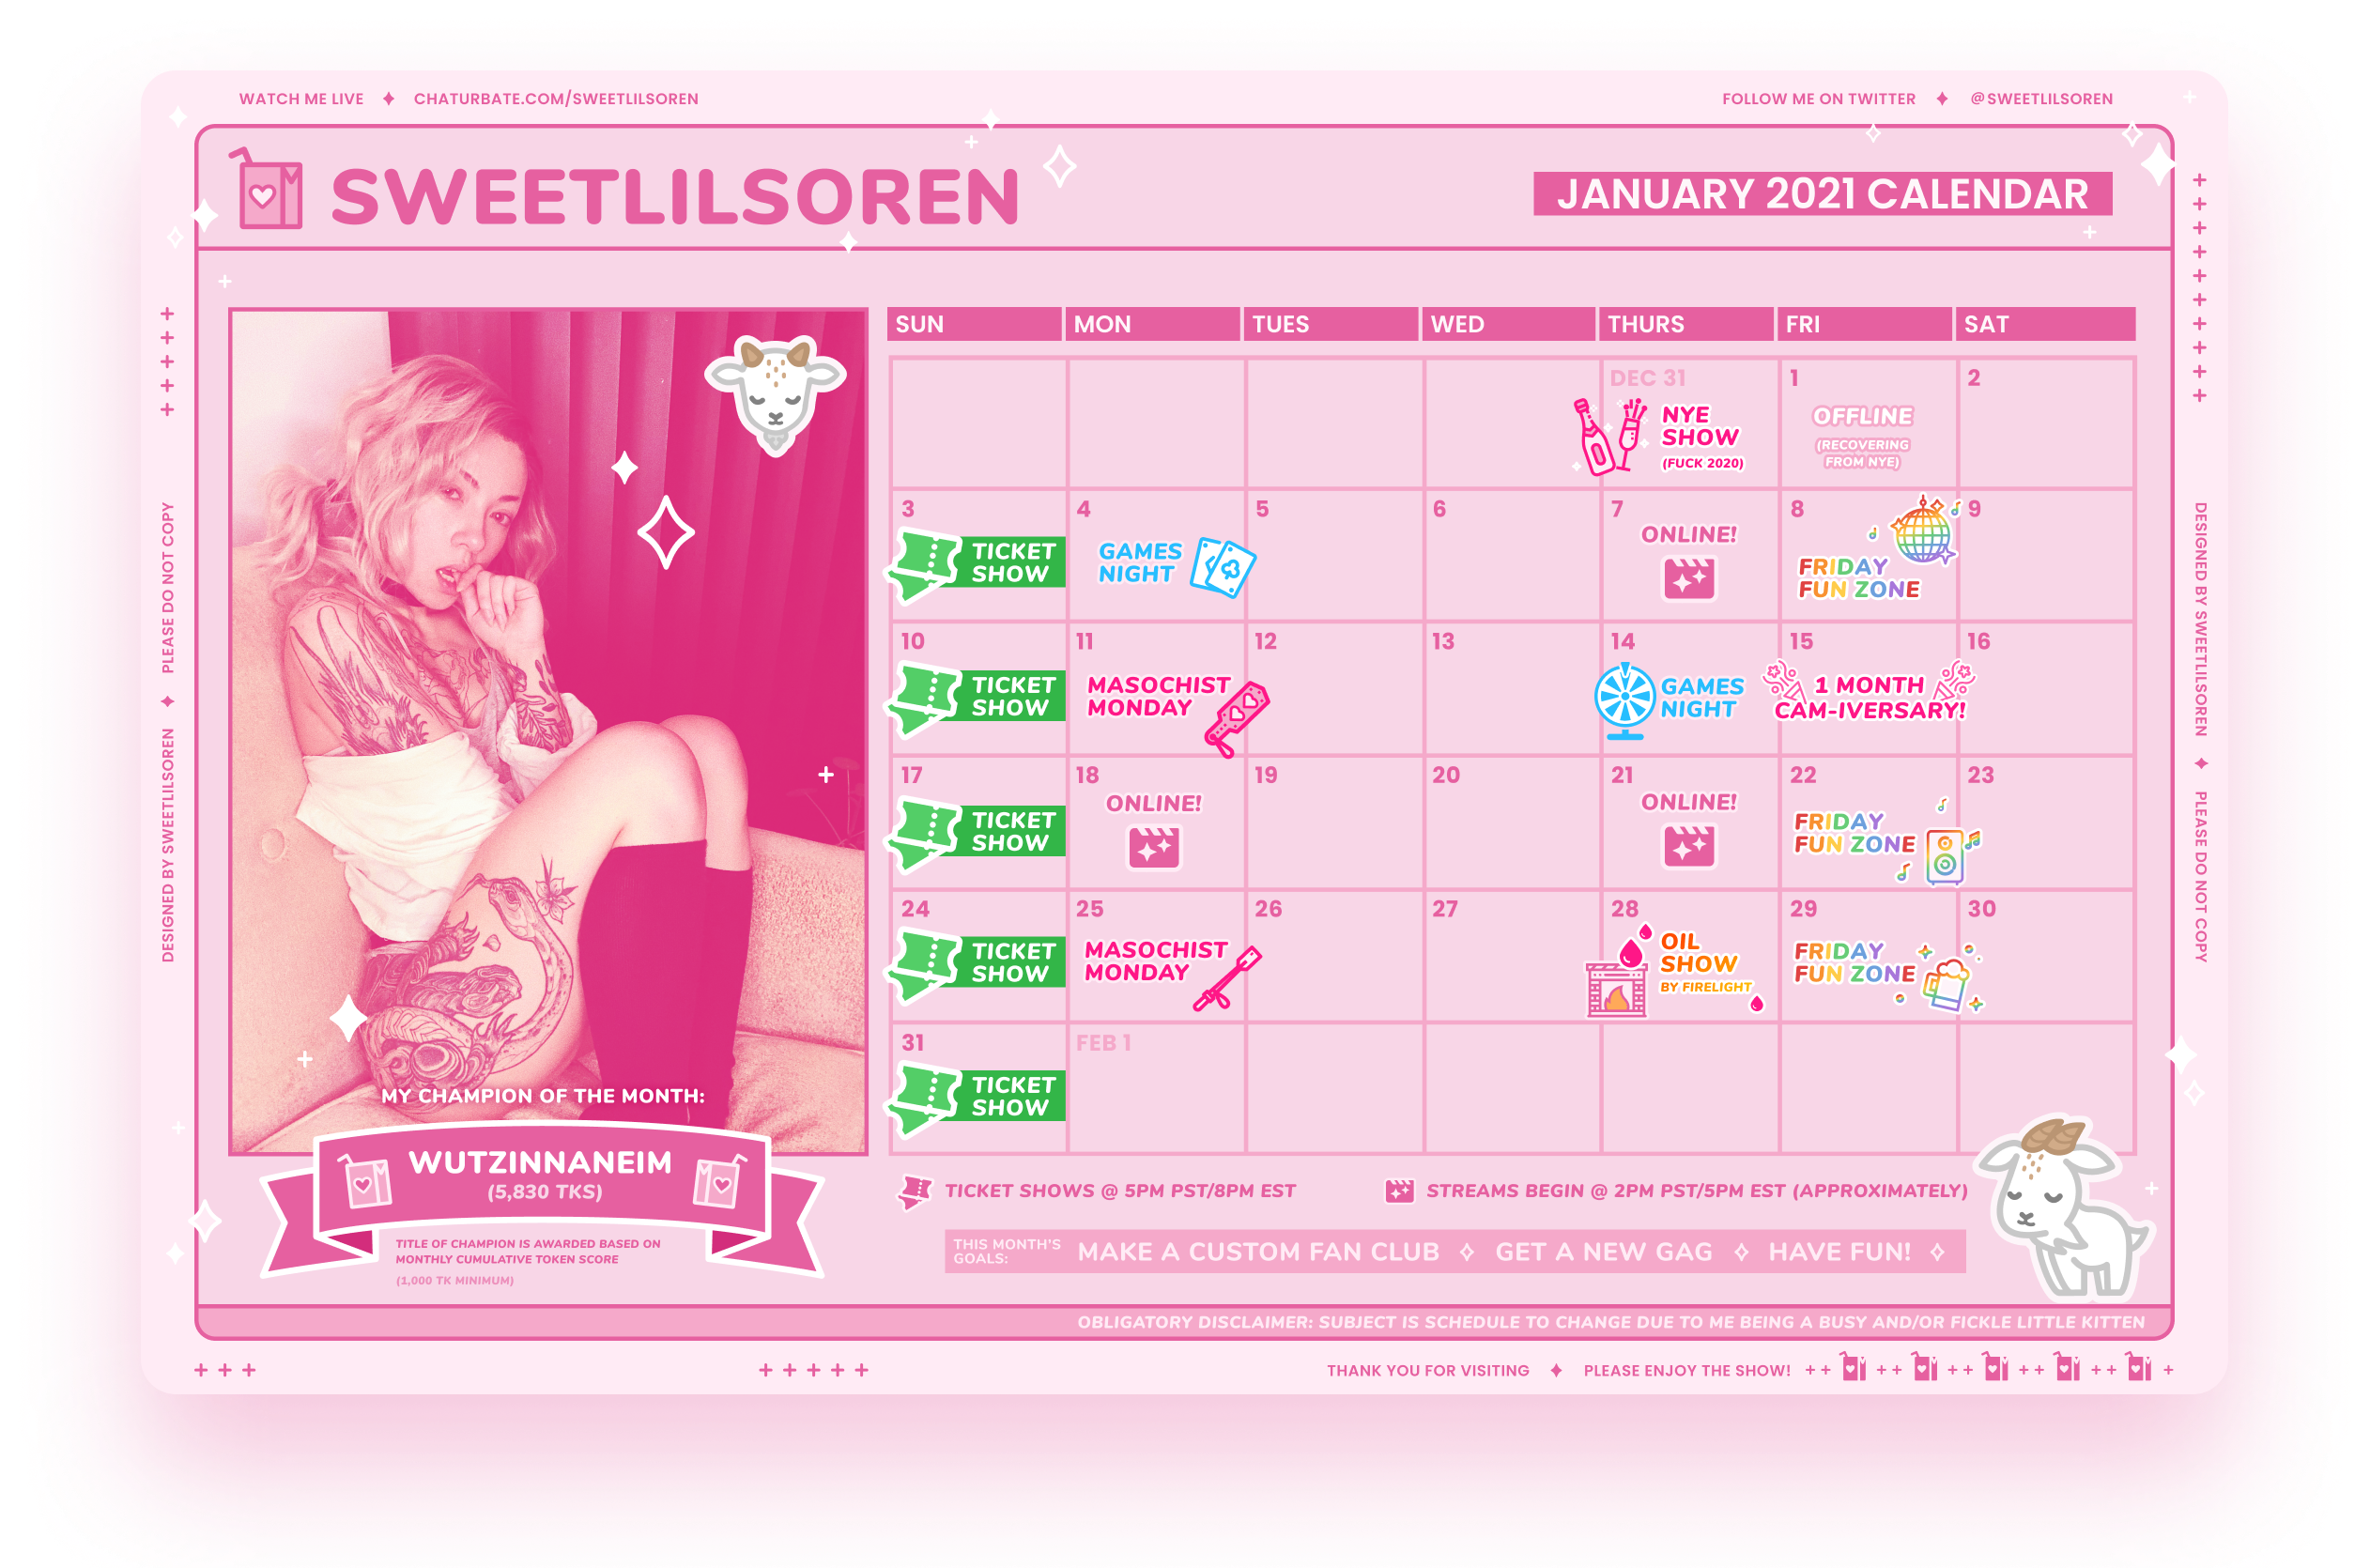 WATCH ME LIVE ✦ CHATURBATE.COM/SWEETLILSOREN
FOLLOW ME ON TWITTER ✦ @SWEETLILSOREN
SWEETLILSOREN
JANUARY 2021 CALENDAR
PLEASE DO NOT COPY
DESIGNED BY SWEETLILSOREN
MY CHAMPION OF THE MONTH:
WUTZINNANEIM
(5,830 TKS)
TITLE OF CHAMPION IS AWARDED BASED ON
MONTHLY CUMULATIVE TOKEN SCORE
(1,000 TK MINIMUM)
SUN MON TUES WED THURS FRI SAT
DEC 31
NYE
SHOW
(FUCK 2020)
1
OFFLINE
(RECOVERING
FROM NYE)
2
3
TICKET
SHOW
4
GAMES
NIGHT
5
6
7
ONLINE!
8
FRIDAY
FUN ZONE
9
10
TICKET
SHOW
11
MASOCHIST
MONDAY
12
13
14
GAMES
NIGHT
15
1 MONTH
CAM-IVERSARY!
16
17
TICKET
SHOW
18
ONLINE!
19
20
21
ONLINE!
22
FRIDAY
FUN ZONE
23
24
TICKET
SHOW
25
MASOCHIST
MONDAY
26
27
28
OIL
SHOW
BY FIRELIGHT
29
FRIDAY
FUN ZONE
30
31
TICKET
SHOW
FEB 1
TICKET SHOWS @ 5PM PST/8PM EST
STREAMS BEGIN @ 2PM PST/5PM EST (APPROXIMATELY)
THIS MONTH'S
GOALS:
MAKE A CUSTOM FAN CLUB ✧ GET A NEW GAG ✧ HAVE FUN! ✧
OBLIGATORY DISCLAIMER: SUBJECT IS SCHEDULE TO CHANGE DUE TO ME BEING A BUSY AND/OR FICKLE LITTLE KITTEN
DESIGNED BY SWEETLILSOREN
PLEASE DO NOT COPY
THANK YOU FOR VISITING ✦ PLEASE ENJOY THE SHOW!